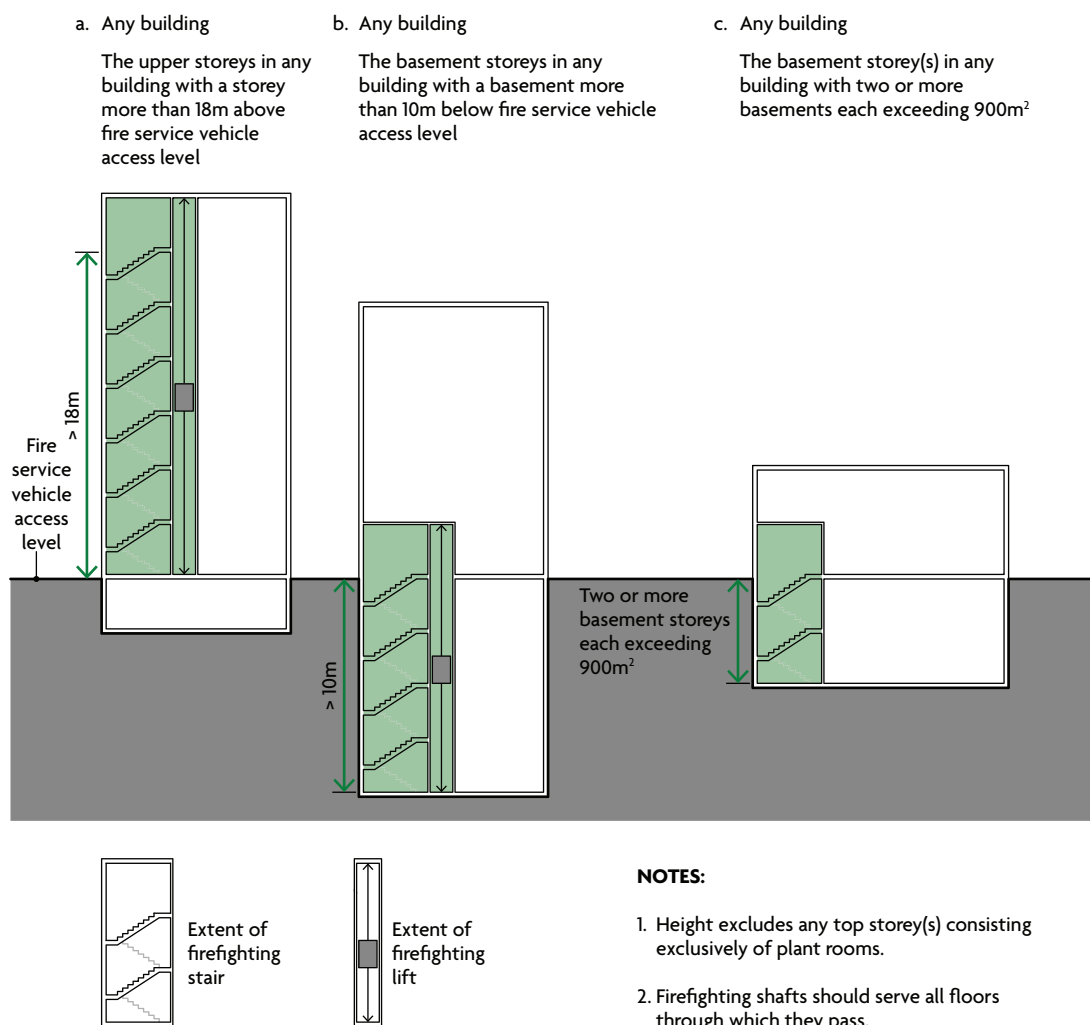 a. Any building
The upper storeys in any
building with a storey
more than 18m above
fire service vehicle
access level
b. Any building
The basement storeys in any
building with a basement more
than 10m below fire service vehicle
access level
c. Any building
The basement storey(s) in any
building with two or more
basements each exceeding 900m²
> 18m
Fire
service
vehicle
access
level
> 10m
Two or more
basement storeys
each exceeding
900m²
Extent of
firefighting
stair
Extent of
firefighting
lift
NOTES:
1. Height excludes any top storey(s) consisting
exclusively of plant rooms.
2. Firefighting shafts should serve all floors
through which they pass.